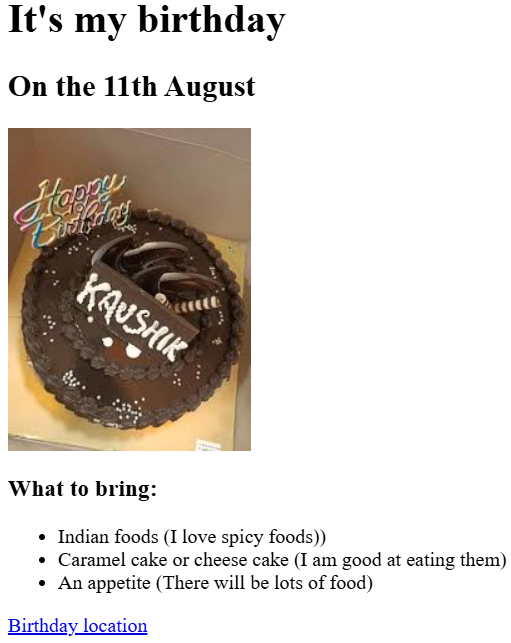 It's my birthday
On the 11th August
Happy
Birthday
KAUSHIK
What to bring:
Indian foods (I love spicy foods))
Caramel cake or cheese cake (I am good at eating them)
An appetite (There will be lots of food)
Birthday location